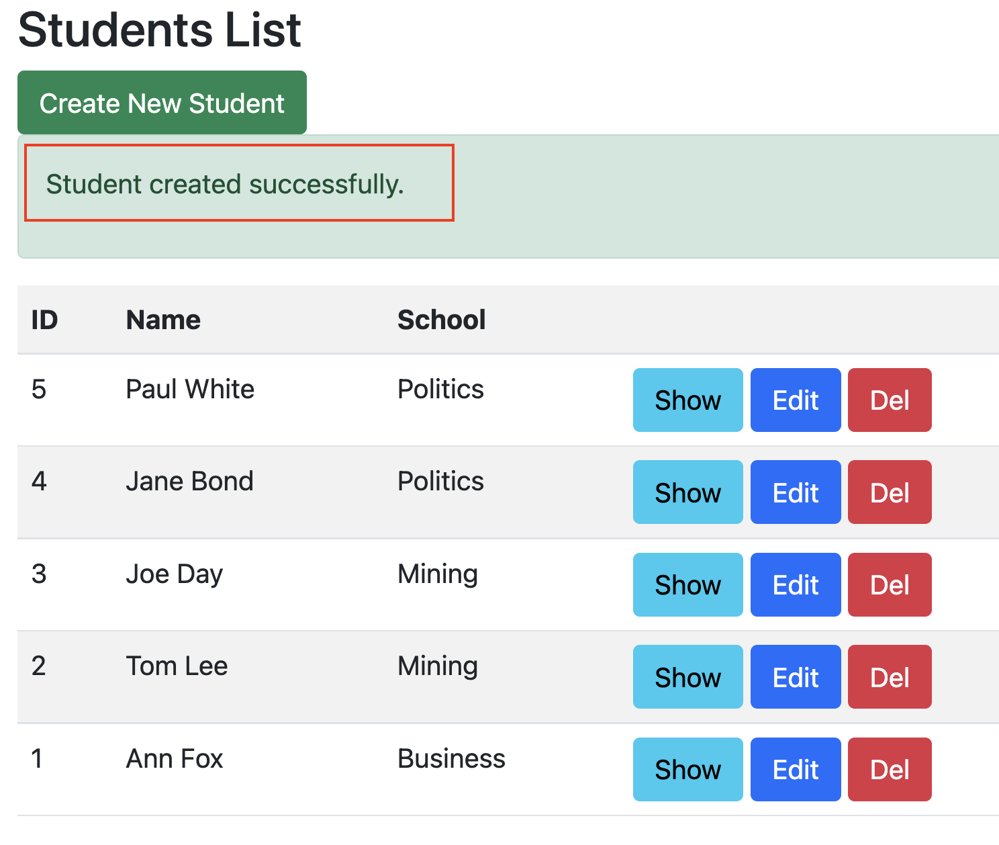 Students List
Create New Student
Student created successfully.
ID Name School
5 Paul White Politics Show Edit Del
4 Jane Bond Politics Show Edit Del
3 Joe Day Mining Show Edit Del
2 Tom Lee Mining Show Edit Del
1 Ann Fox Business Show Edit Del